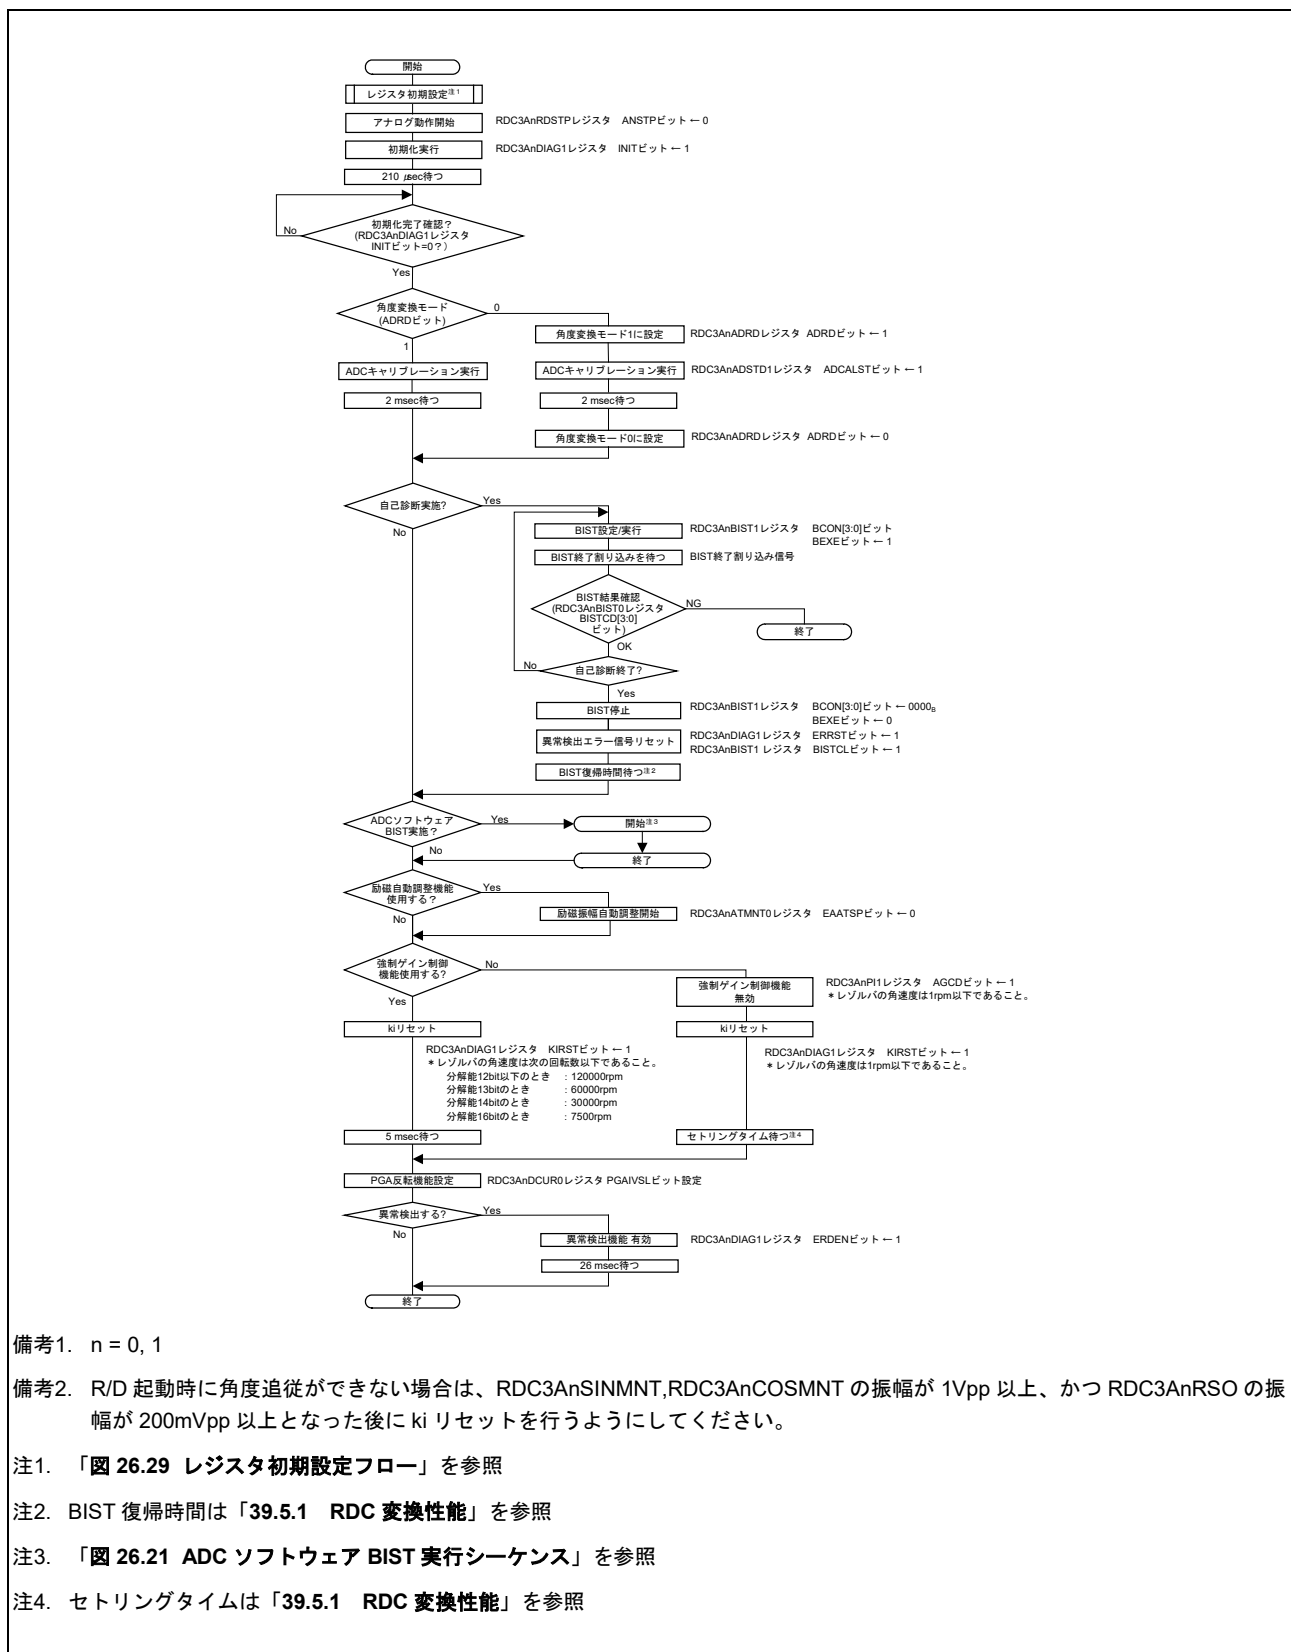 開始
レジスタ初期設定注1
アナログ動作開始 RDC3AnRDSTPレジスタ ANSTPビット ← 0
初期化実行 RDC3AnDIAG1レジスタ INITビット ← 1
210 μsec待つ
初期化完了確認？
(RDC3AnDIAG1レジスタ
INITビット=0？)
No
Yes
角度変換モード
(ADRDビット)
0
1
角度変換モード1に設定 RDC3AnADRDレジスタ ADRDビット ← 1
ADCキャリブレーション実行 ADCキャリブレーション実行 RDC3AnADSTD1レジスタ ADCALSTビット ← 1
2 msec待つ 2 msec待つ
角度変換モード0に設定 RDC3AnADRDレジスタ ADRDビット ← 0
自己診断実施? Yes
No
BIST設定/実行 RDC3AnBIST1レジスタ BCON[3:0]ビット
BEXEビット ← 1
BIST終了割り込みを待つ BIST終了割り込み信号
BIST結果確認
(RDC3AnBIST0レジスタ
BISTCD[3:0]
ビット)
NG
終了
OK
No 自己診断終了?
Yes
BIST停止 RDC3AnBIST1レジスタ BCON[3:0]ビット ← 0000B
BEXEビット ← 0
異常検出エラー信号リセット RDC3AnDIAG1レジスタ ERRSTビット ← 1
RDC3AnBIST1 レジスタ BISTCLビット ← 1
BIST復帰時間待つ注2
ADCソフトウェア
BIST実施？
Yes 開始注3
No
終了
励磁自動調整機能
使用する？
Yes
No
励磁振幅自動調整開始 RDC3AnATMNT0レジスタ EAATSPビット ← 0
強制ゲイン制御
機能使用する?
No
Yes
強制ゲイン制御機能
無効
RDC3AnPI1レジスタ AGCDビット ← 1
＊レゾルバの角速度は1rpm以下であること。
kiリセット kiリセット
RDC3AnDIAG1レジスタ KIRSTビット ← 1
＊レゾルバの角速度は次の回転数以下であること。
分解能12bit以下のとき : 120000rpm
分解能13bitのとき : 60000rpm
分解能14bitのとき : 30000rpm
分解能16bitのとき : 7500rpm
RDC3AnDIAG1レジスタ KIRSTビット ← 1
＊レゾルバの角速度は1rpm以下であること。
5 msec待つ セトリングタイム待つ注4
PGA反転機能設定 RDC3AnDCUR0レジスタ PGAIVSLビット設定
異常検出する? Yes
No
異常検出機能 有効 RDC3AnDIAG1レジスタ ERDENビット ← 1
26 msec待つ
終了
備考1. n = 0, 1
備考2. R/D 起動時に角度追従ができない場合は、RDC3AnSINMNT,RDC3AnCOSMNT の振幅が 1Vpp 以上、かつ RDC3AnRSO の振
幅が 200mVpp 以上となった後に ki リセットを行うようにしてください。
注1. 「図 26.29 レジスタ初期設定フロー」を参照
注2. BIST 復帰時間は「39.5.1 RDC 変換性能」を参照
注3. 「図 26.21 ADC ソフトウェア BIST 実行シーケンス」を参照
注4. セトリングタイムは「39.5.1 RDC 変換性能」を参照